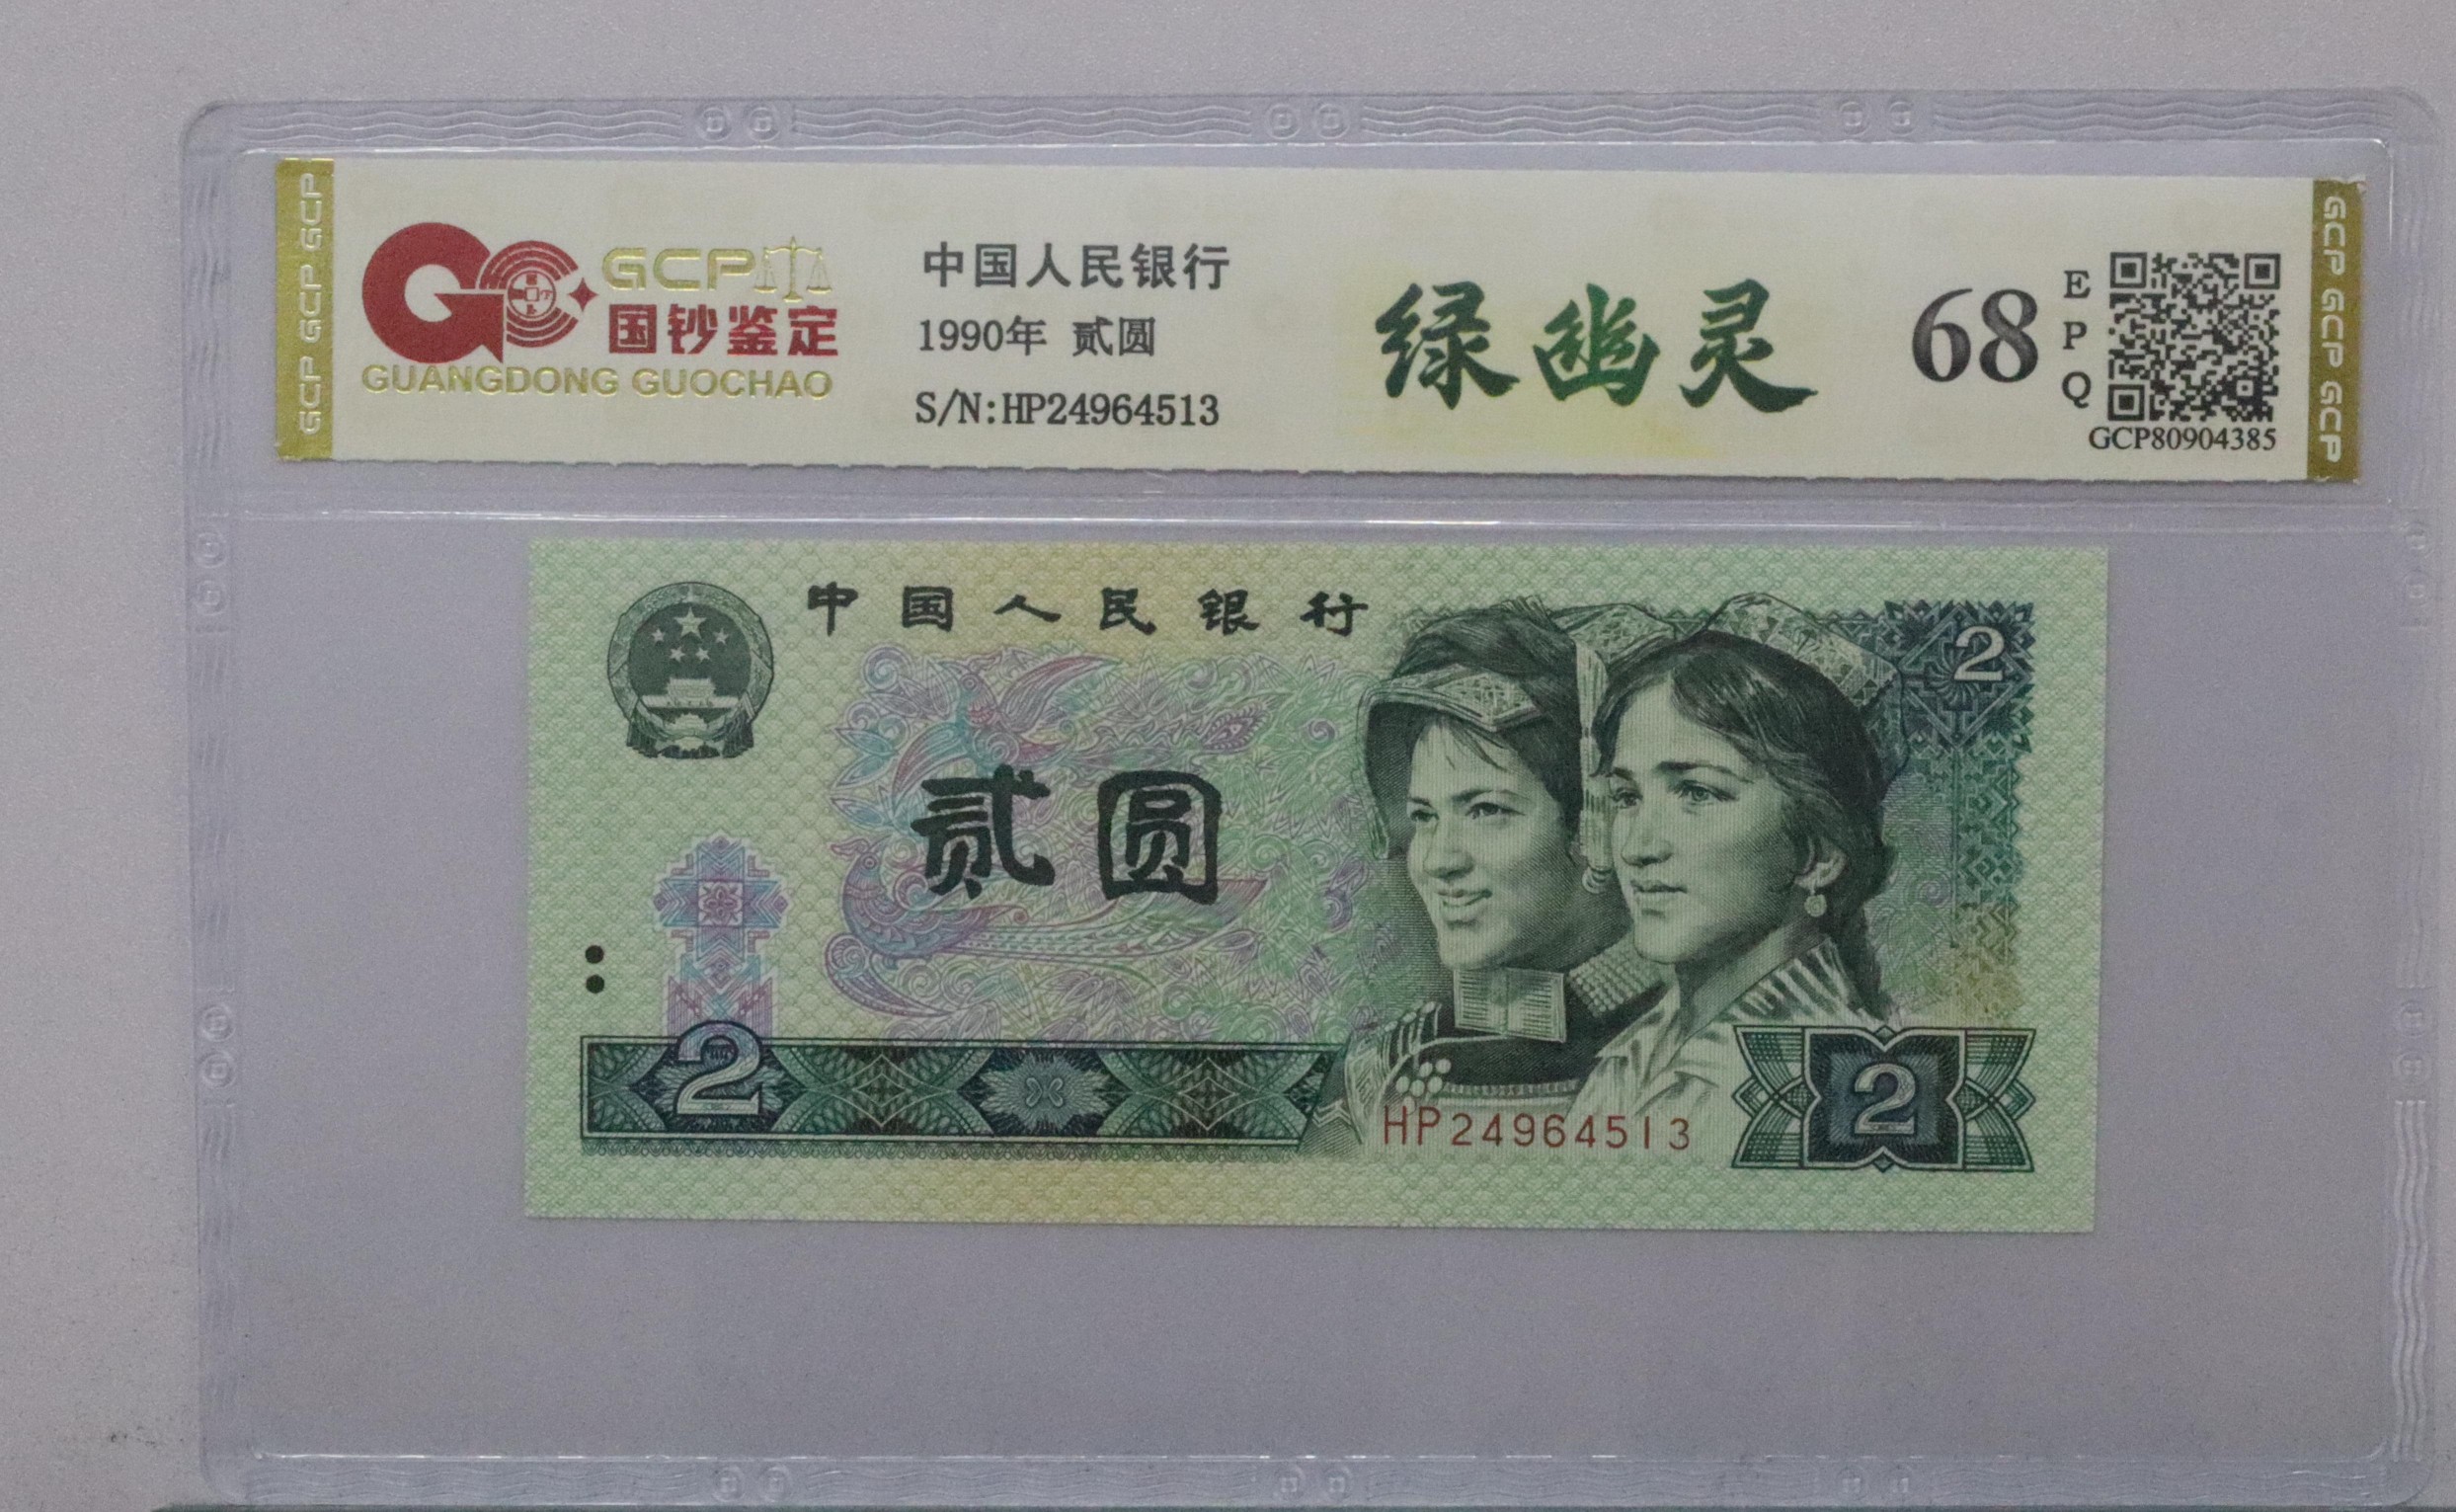 GCP GCP GCP
GCP
国钞鉴定
GUANGDONG GUOCHAO
中国人民银行
1990年 贰圆
S/N:HP24964513
绿幽灵
68
E
P
Q
GCP80904385
GCP GCP GCP
中国人民银行
2
贰圆
2
HP24964513
2